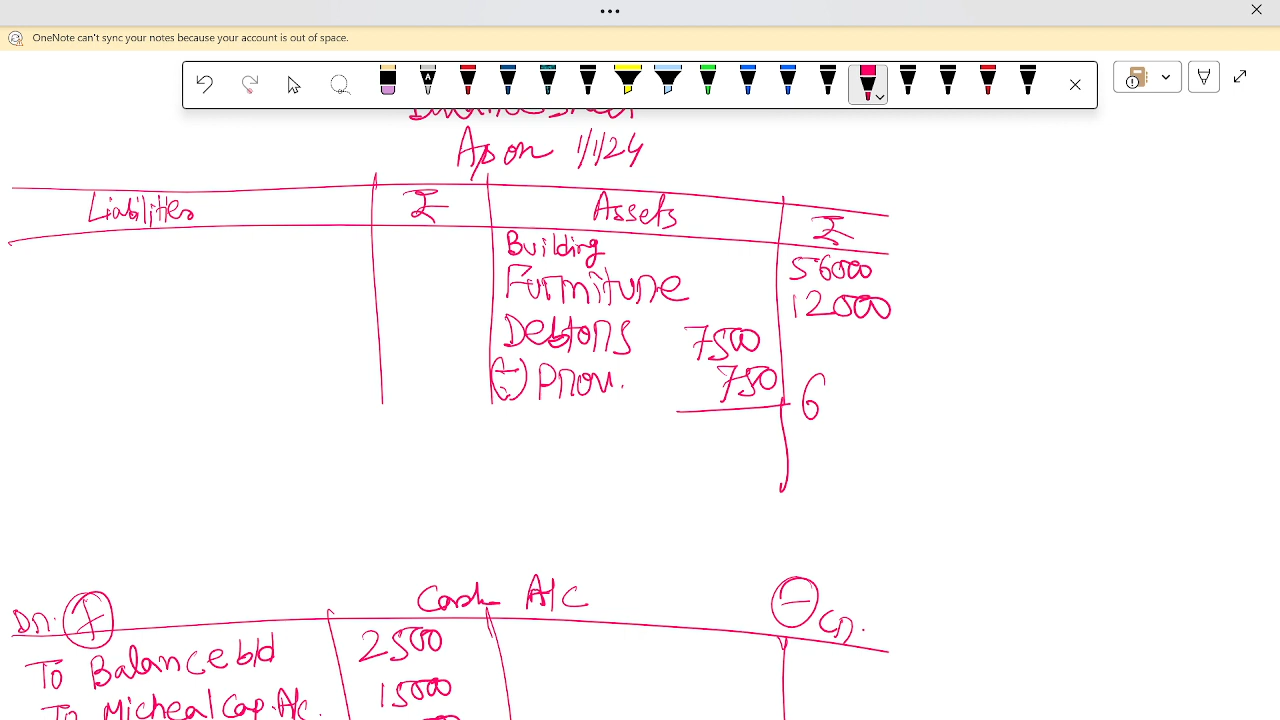 OneNote can't sync your notes because your account is out of space.
A
As on 1/1/24
Liabilities ₹ Assets ₹
Building 56000
Furniture 12000
Debtors 7500
(-) Prov. 750 6
Cash A/c
Dr. + - Cr.
To Balance b/d 2500
To Micheal Cap. A/c. 15000